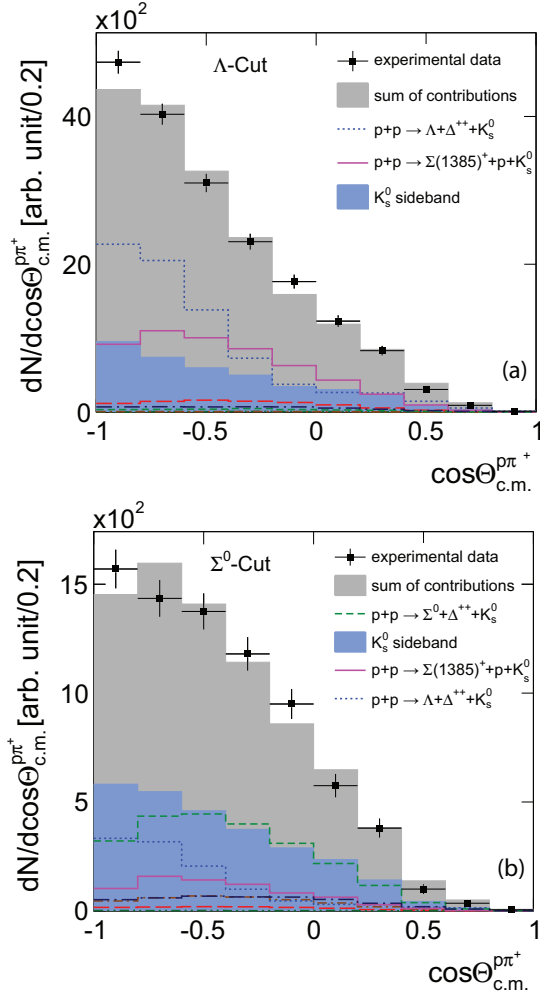 x10²
Λ-Cut
experimental data
sum of contributions
p+p → Λ+Δ⁺⁺+K⁰ₛ
p+p → Σ(1385)⁺+p+K⁰ₛ
K⁰ₛ sideband
dN/dcosΘ^{pπ⁺}_{c.m.} [arb. unit/0.2]
40
20
0
(a)
-1 -0.5 0 0.5 1
cosΘ^{pπ⁺}_{c.m.}
x10²
Σ⁰-Cut
experimental data
sum of contributions
p+p → Σ⁰+Δ⁺⁺+K⁰ₛ
K⁰ₛ sideband
p+p → Σ(1385)⁺+p+K⁰ₛ
p+p → Λ+Δ⁺⁺+K⁰ₛ
dN/dcosΘ^{pπ⁺}_{c.m.} [arb. unit/0.2]
15
10
5
0
(b)
-1 -0.5 0 0.5 1
cosΘ^{pπ⁺}_{c.m.}